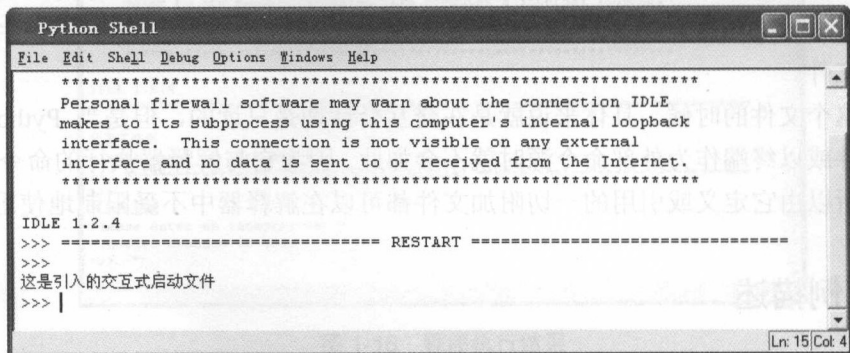 Python Shell
File Edit Shell Debug Options Windows Help
****************************************************************
Personal firewall software may warn about the connection IDLE
makes to its subprocess using this computer's internal loopback
interface.  This connection is not visible on any external
interface and no data is sent to or received from the Internet.
****************************************************************
IDLE 1.2.4
>>> ================================ RESTART ================================
>>>
这是引入的交互式启动文件
>>>
Ln: 15 Col: 4